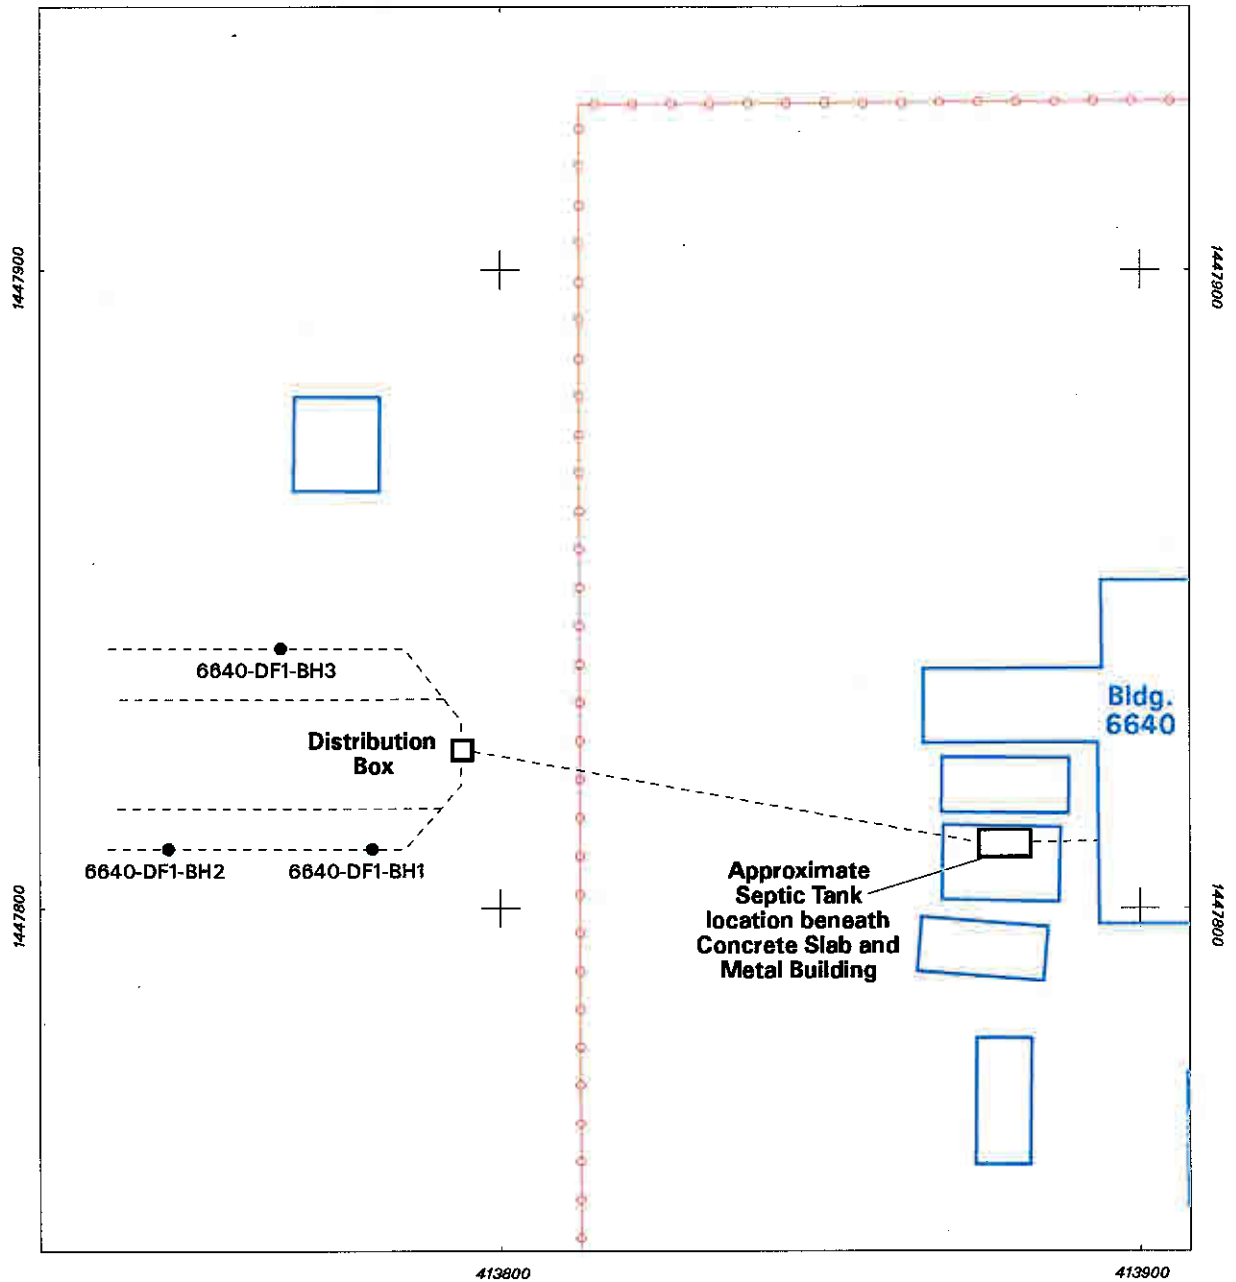 1447900
1447900
6640-DF1-BH3
Bldg.
6640
Distribution
Box
6640-DF1-BH2
6640-DF1-BH1
Approximate
Septic Tank
location beneath
Concrete Slab and
Metal Building
1447800
1447800
413800
413900